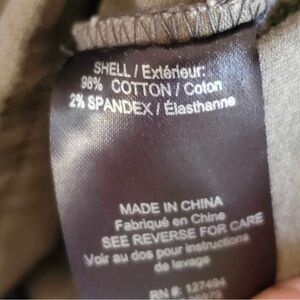 SHELL / Extérieur:
98% COTTON / Coton
2% SPANDEX / Élasthanne
MADE IN CHINA
Fabriqué en Chine
SEE REVERSE FOR CARE
Voir au dos pour instructions
de lavage
RN #: 127494